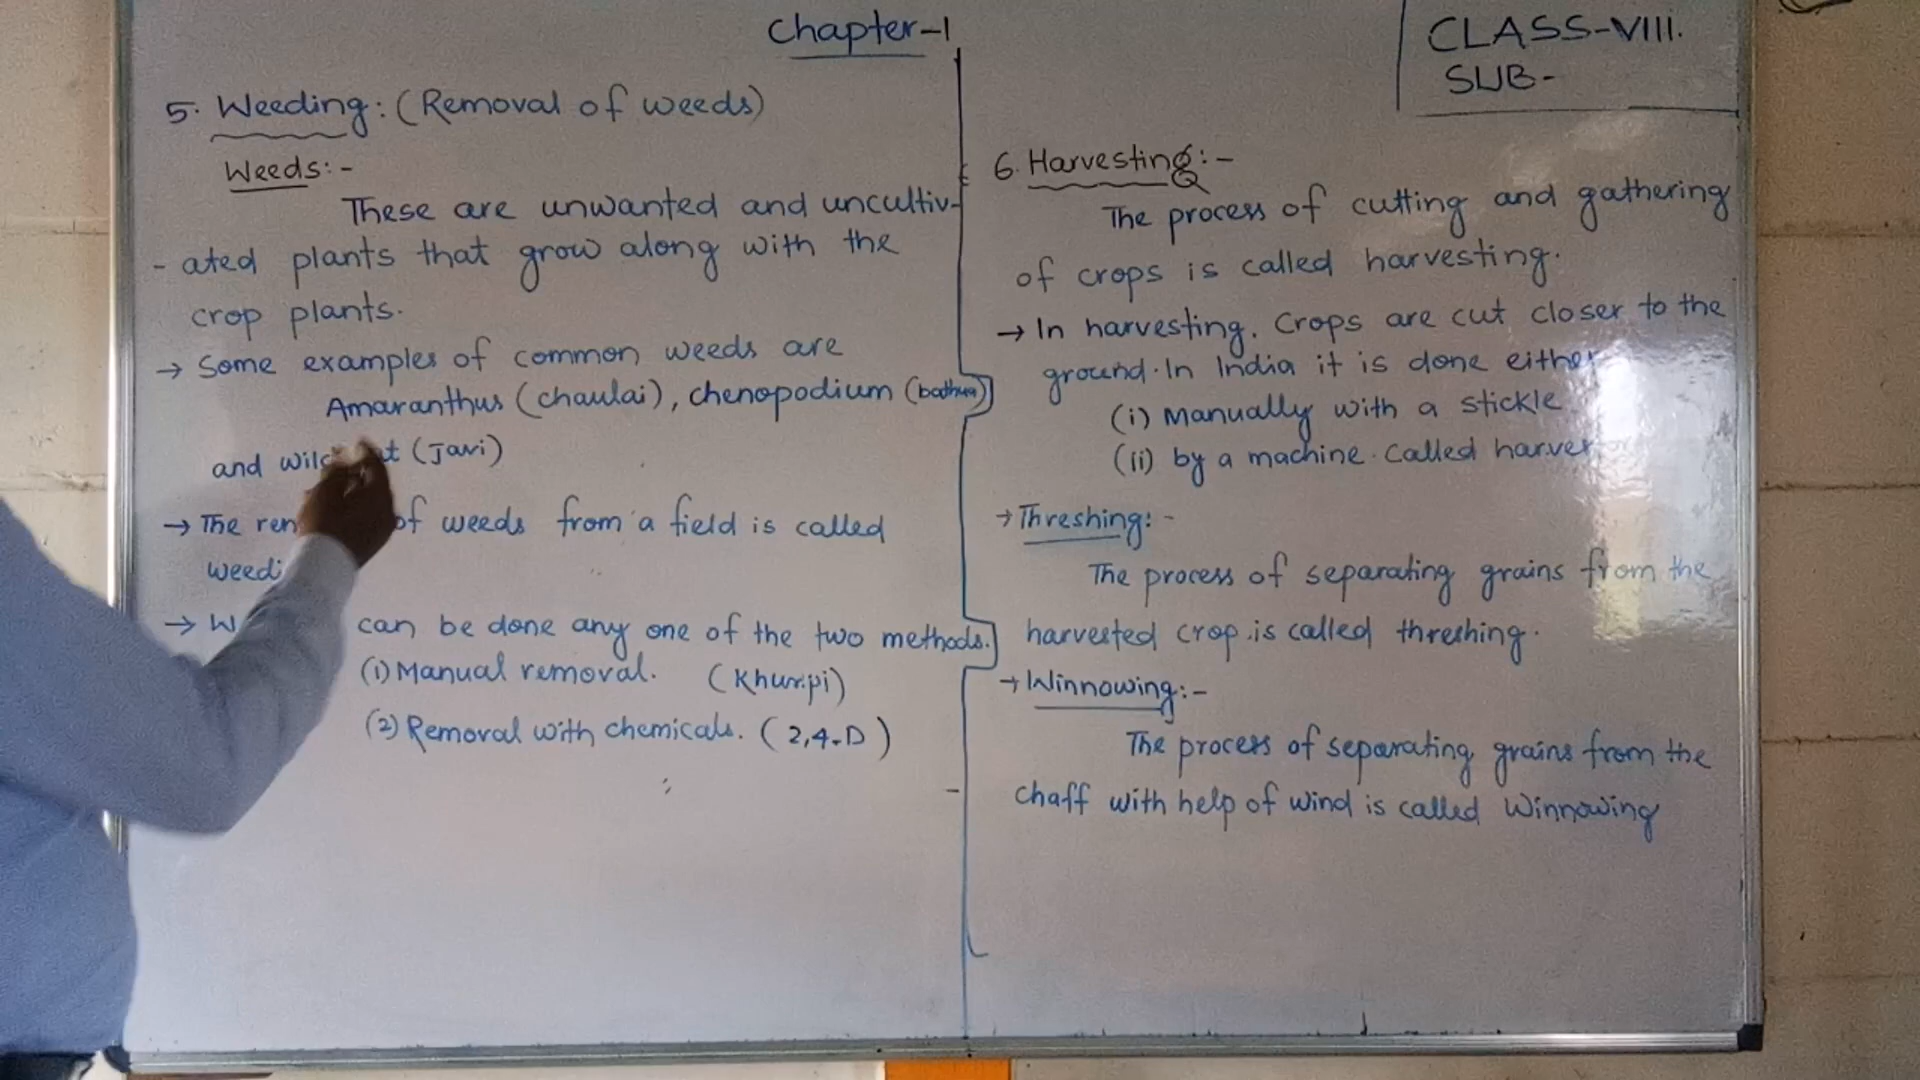 Chapter-1
CLASS-VIII.
SUB-
5. Weeding: (Removal of weeds)
Weeds:-
These are unwanted and uncultiv-
- ated plants that grow along with the
crop plants.
→ Some examples of common weeds are
Amaranthus (chaulai), chenopodium (bathua)
and wild (Javi)
→ The of weeds from a field is called
→ can be done any one of the two methods.
(1) Manual removal. (Khurpi)
(2) Removal with chemicals. (2,4-D)
6. Harvesting:-
The process of cutting and gathering
of crops is called harvesting.
→ In harvesting. Crops are cut closer to the
ground. In India it is done either
(i) Manually with a stickle
(ii) by a machine. Called
→ Threshing:-
The process of separating grains from the
harvested crop. is called threshing.
→ Winnowing:-
The process of separating grains from the
chaff with help of wind is called Winnowing